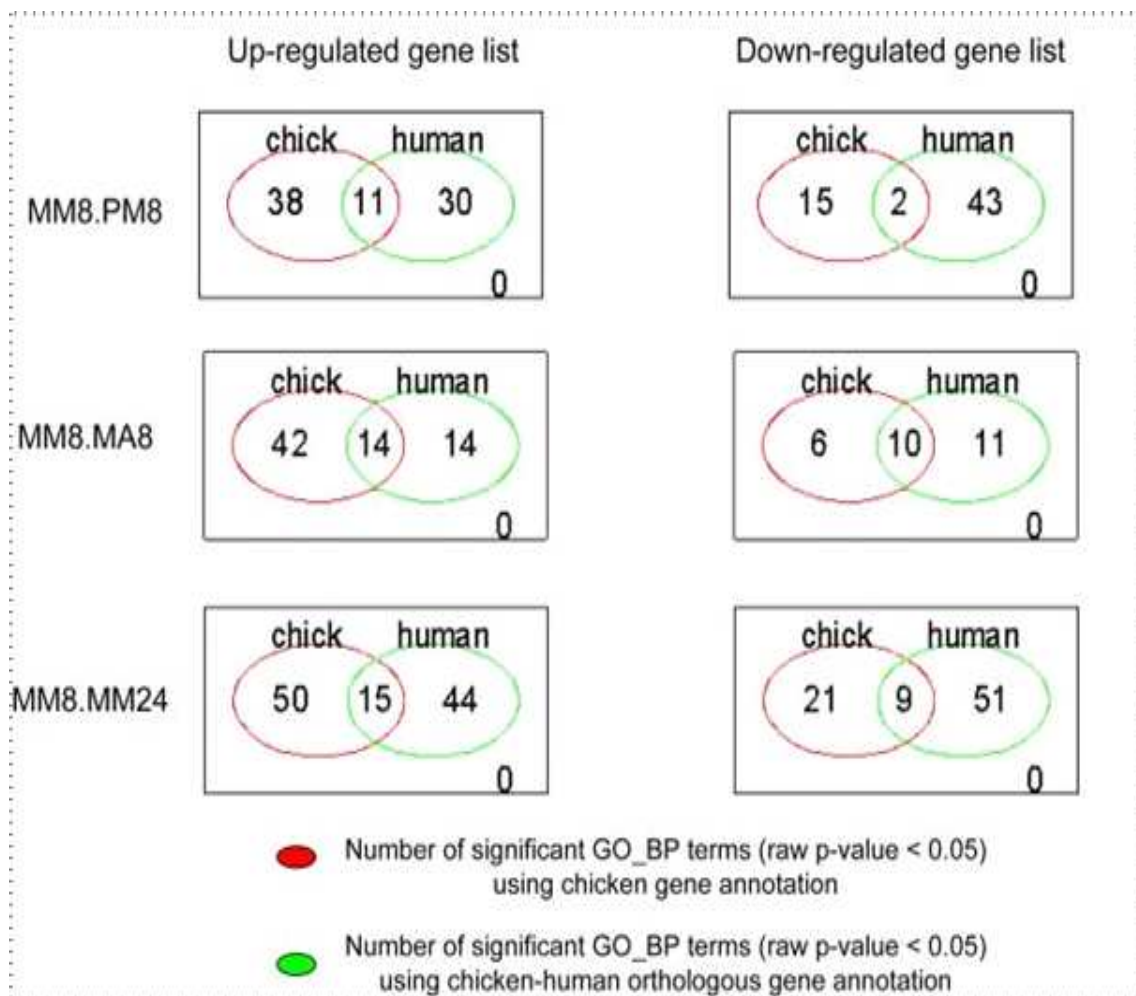 Up-regulated gene list Down-regulated gene list
chick human chick human
MM8.PM8 38 11 30 15 2 43
0 0
chick human chick human
MM8.MA8 42 14 14 6 10 11
0 0
chick human chick human
MM8.MM24 50 15 44 21 9 51
0 0
Number of significant GO_BP terms (raw p-value < 0.05)
using chicken gene annotation
Number of significant GO_BP terms (raw p-value < 0.05)
using chicken-human orthologous gene annotation